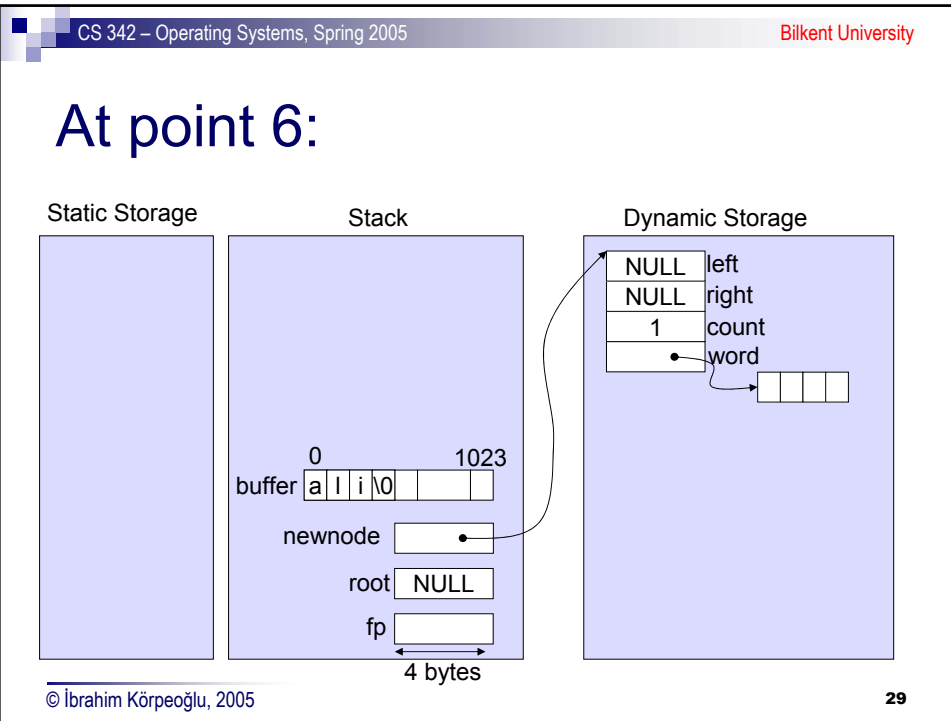 CS 342 – Operating Systems, Spring 2005 Bilkent University
At point 6:
Static Storage Stack Dynamic Storage
NULL left
NULL right
1 count
word
0 1023
buffer a l i \0
newnode
root NULL
fp
4 bytes
© İbrahim Körpeoğlu, 2005 29